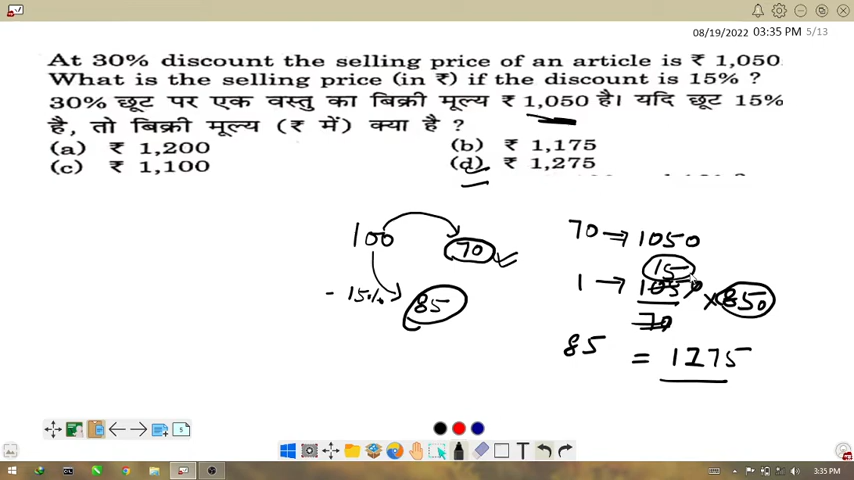 08/19/2022 03:35 PM 5/13
At 30% discount the selling price of an article is ₹ 1,050
What is the selling price (in ₹) if the discount is 15% ?
30% छूट पर एक वस्तु का बिक्री मूल्य ₹ 1,050 है। यदि छूट 15%
है, तो बिक्री मूल्य (₹ में) क्या है ?
(a) ₹ 1,200 (b) ₹ 1,175
(c) ₹ 1,100 (d) ₹ 1,275
70 → 1050
100 70
15
1 → 1050 × 850
- 15% 85
70
85 = 1275
5
T
3:35 PM